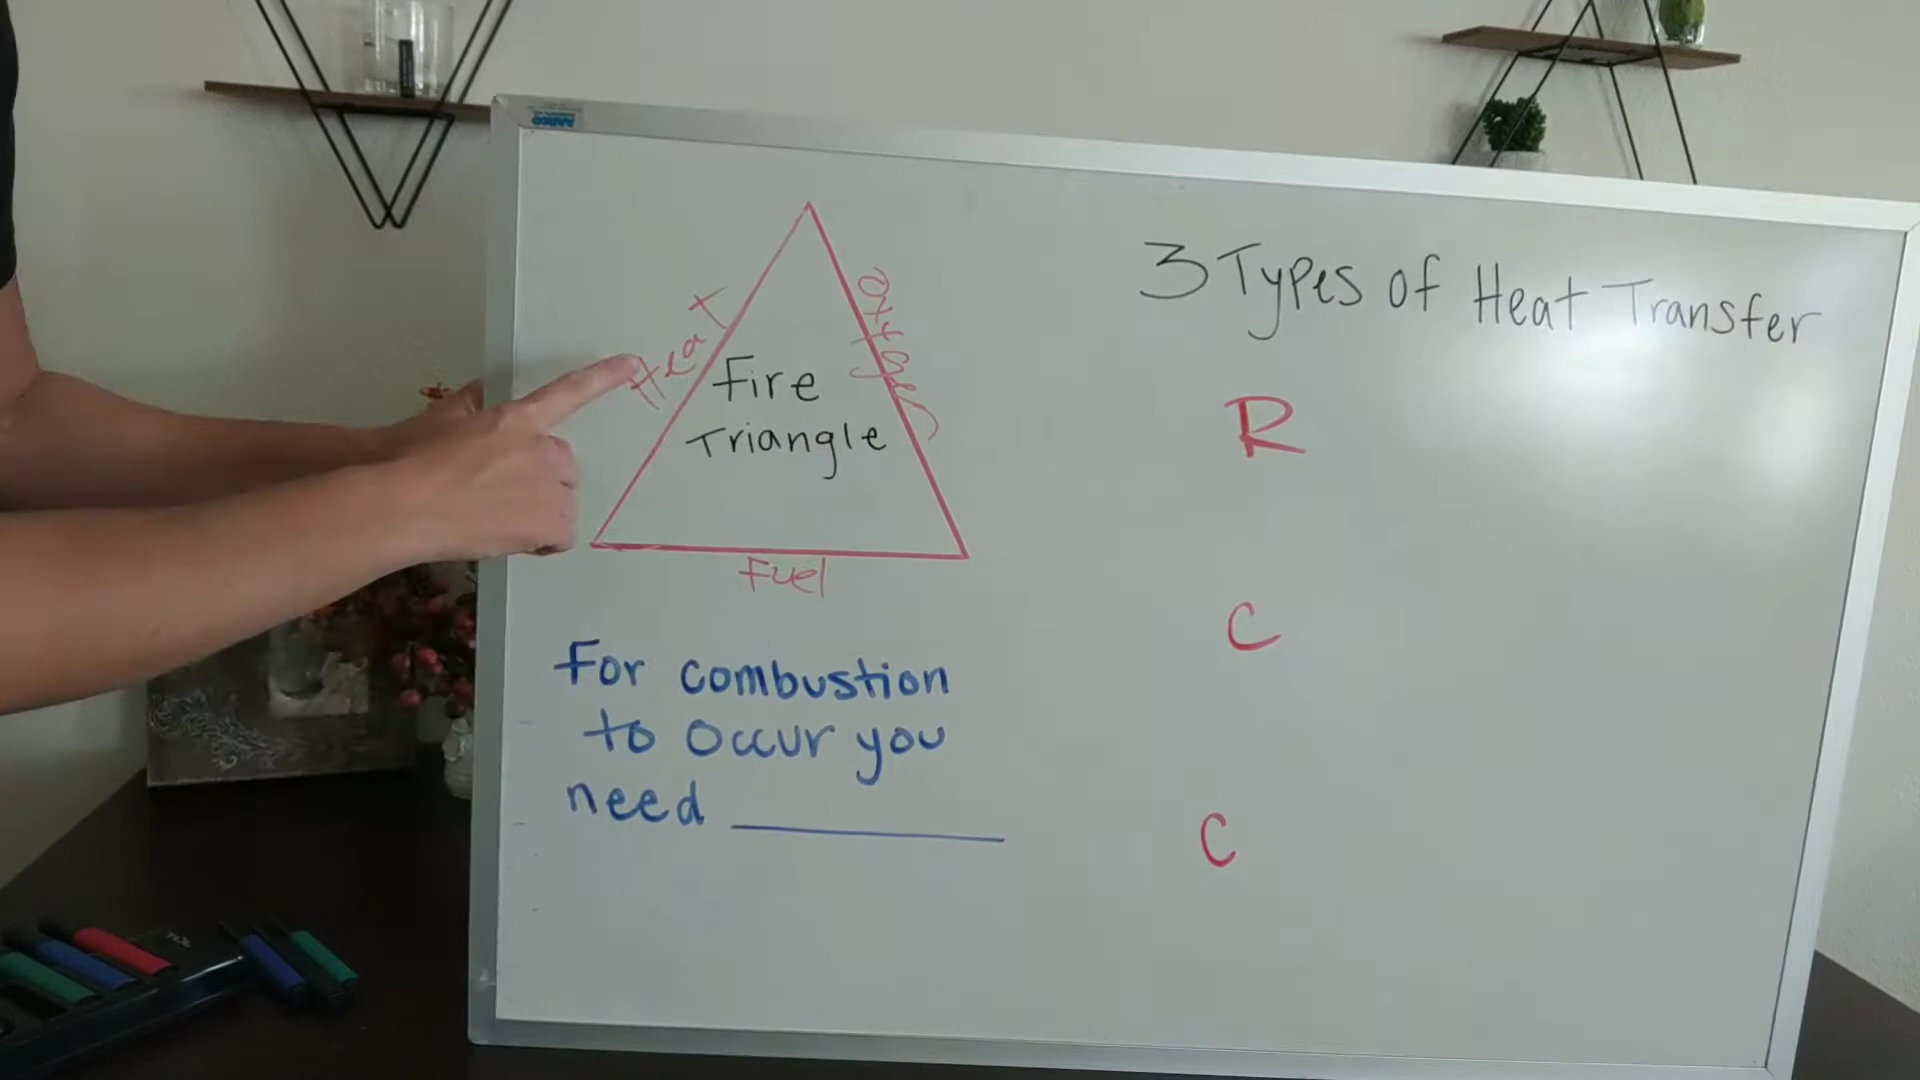 Heat
Oxygen
Fire
Triangle
Fuel
For combustion
to occur you
need
3 Types of Heat Transfer
R
C
C